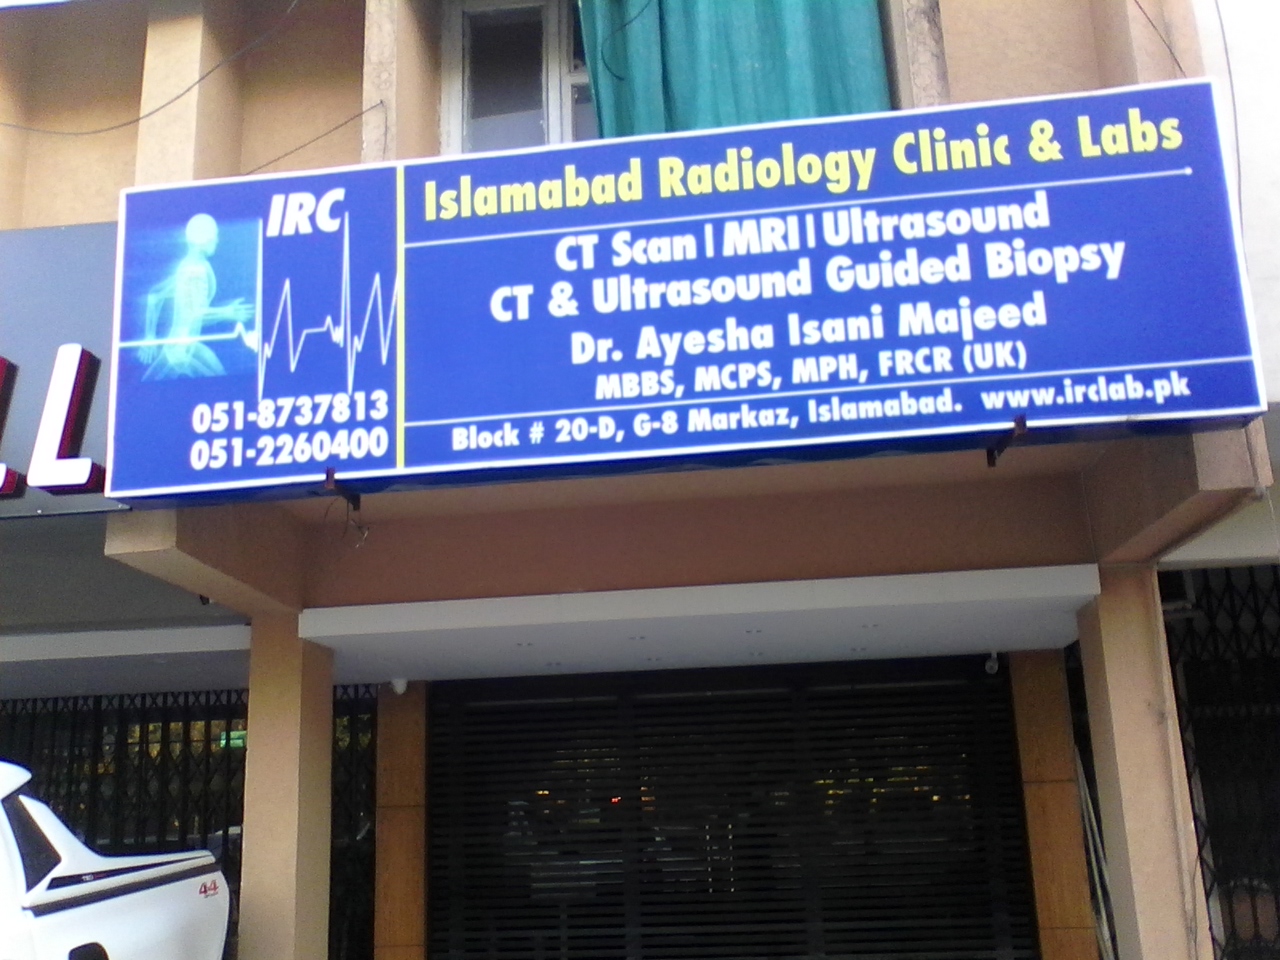 IRC
051-8737813
051-2260400
Islamabad Radiology Clinic & Labs
CT Scan | MRI | Ultrasound
CT & Ultrasound Guided Biopsy
Dr. Ayesha Isani Majeed
MBBS, MCPS, MPH, FRCR (UK)
Block # 20-D, G-8 Markaz, Islamabad. www.irclab.pk
L
4x4